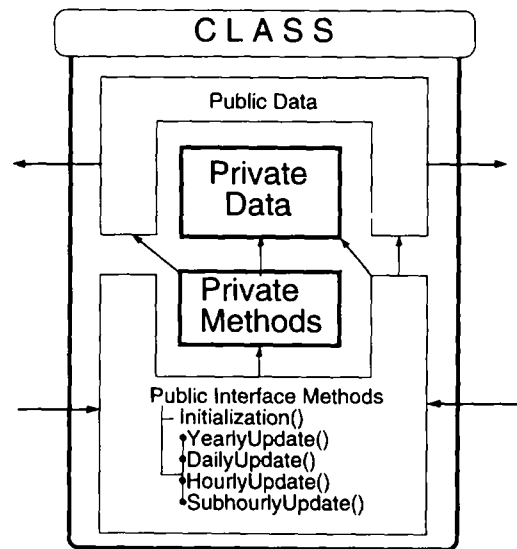 CLASS
Public Data
Private
Data
Private
Methods
Public Interface Methods
Initialization()
YearlyUpdate()
DailyUpdate()
HourlyUpdate()
SubhourlyUpdate()